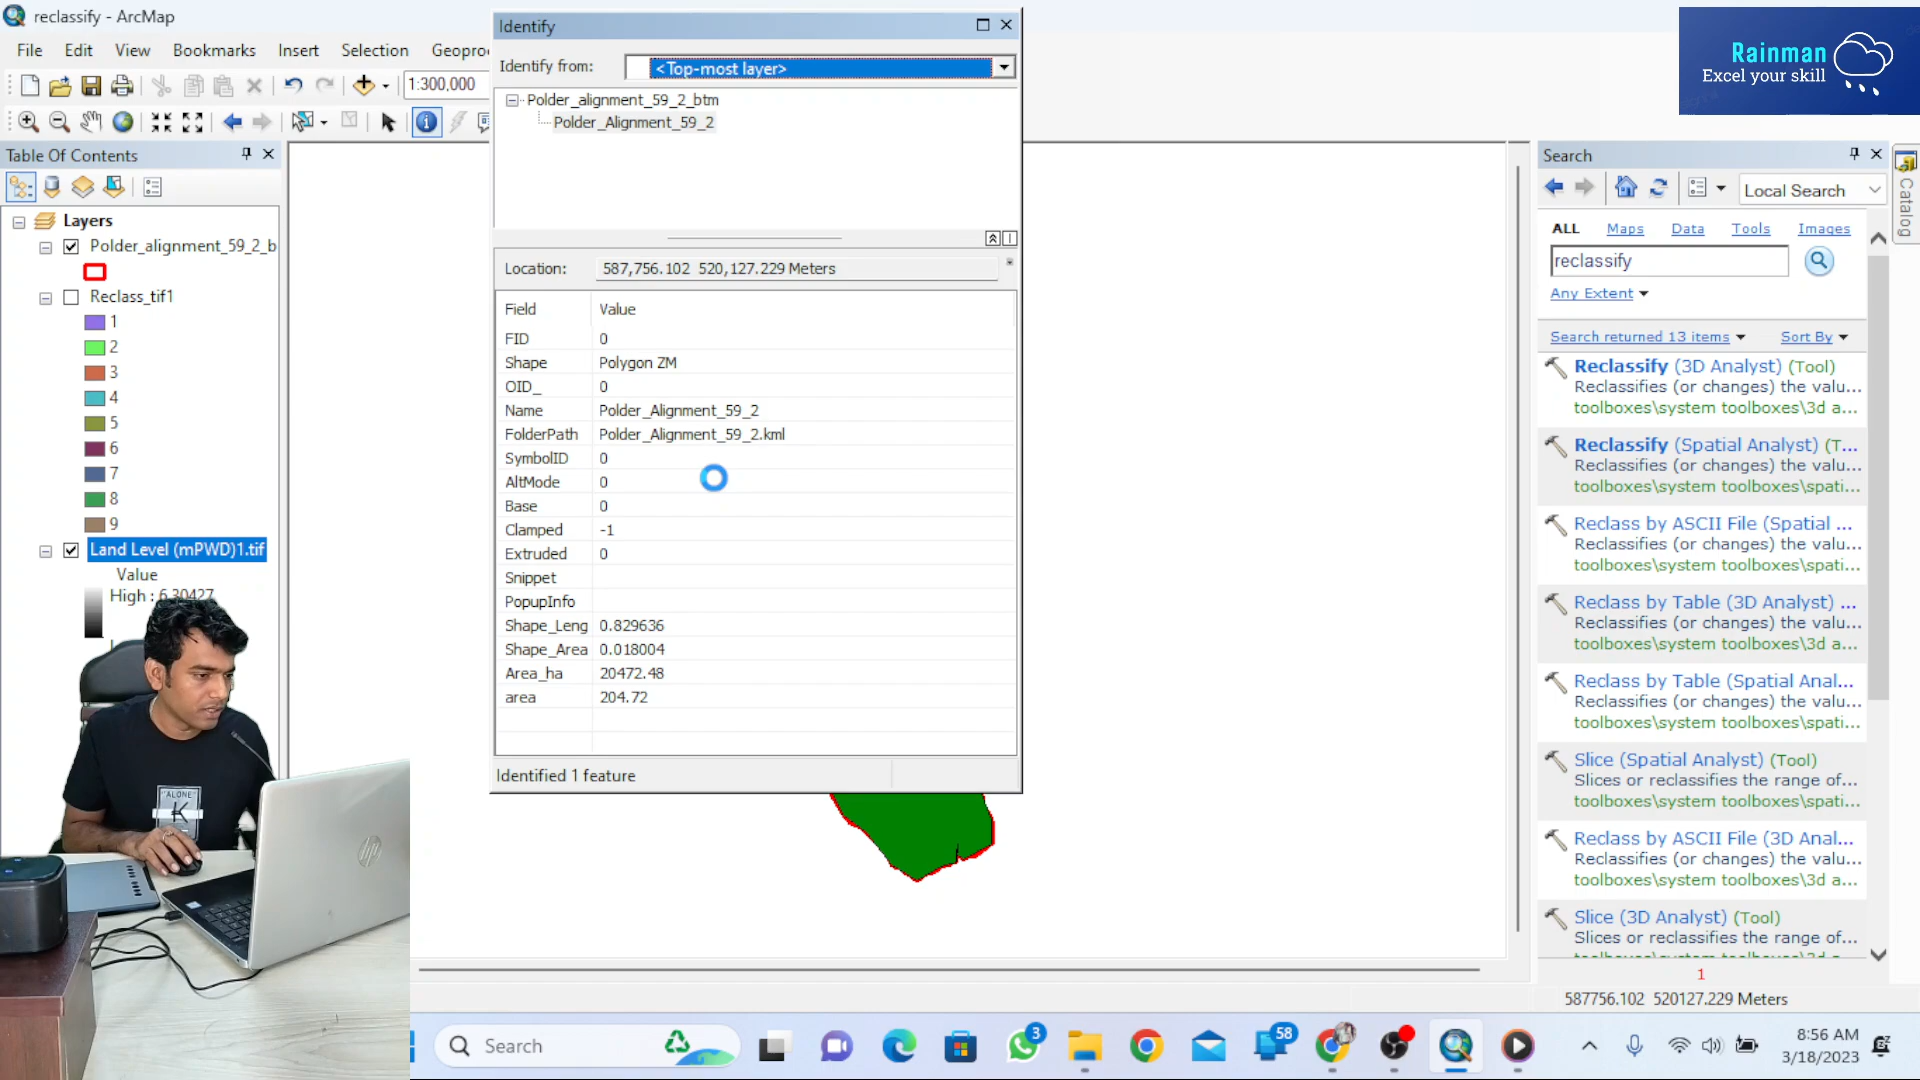 reclassify - ArcMap
File Edit View Bookmarks Insert Selection Geopro
1:300,000
Table Of Contents
Layers
Polder_alignment_59_2_b
Reclass_tif1
1
2
3
4
5
6
7
8
9
Land Level (mPWD)1.tif
Value
High : 6.30427
"ALONE"
K
hp
Identify
Identify from:
<Top-most layer>
Polder_alignment_59_2_btm
Polder_Alignment_59_2
Location: 587,756.102 520,127.229 Meters
Field Value
FID 0
Shape Polygon ZM
OID_ 0
Name Polder_Alignment_59_2
FolderPath Polder_Alignment_59_2.kml
SymbolID 0
AltMode 0
Base 0
Clamped -1
Extruded 0
Snippet
PopupInfo
Shape_Leng 0.829636
Shape_Area 0.018004
Area_ha 20472.48
area 204.72
Identified 1 feature
Rainman
Excel your skill
Search
Local Search
ALL Maps Data Tools Images
reclassify
Any Extent
Search returned 13 items Sort By
Reclassify (3D Analyst) (Tool)
Reclassifies (or changes) the valu...
toolboxes\system toolboxes\3d a...
Reclassify (Spatial Analyst) (T...
Reclassifies (or changes) the valu...
toolboxes\system toolboxes\spati...
Reclass by ASCII File (Spatial ...
Reclassifies (or changes) the valu...
toolboxes\system toolboxes\spati...
Reclass by Table (3D Analyst) ...
Reclassifies (or changes) the valu...
toolboxes\system toolboxes\3d a...
Reclass by Table (Spatial Anal...
Reclassifies (or changes) the valu...
toolboxes\system toolboxes\spati...
Slice (Spatial Analyst) (Tool)
Slices or reclassifies the range of...
toolboxes\system toolboxes\spati...
Reclass by ASCII File (3D Anal...
Reclassifies (or changes) the valu...
toolboxes\system toolboxes\3d a...
Slice (3D Analyst) (Tool)
Slices or reclassifies the range of...
1
Catalog
587756.102 520127.229 Meters
Search
3
58
8:56 AM
3/18/2023